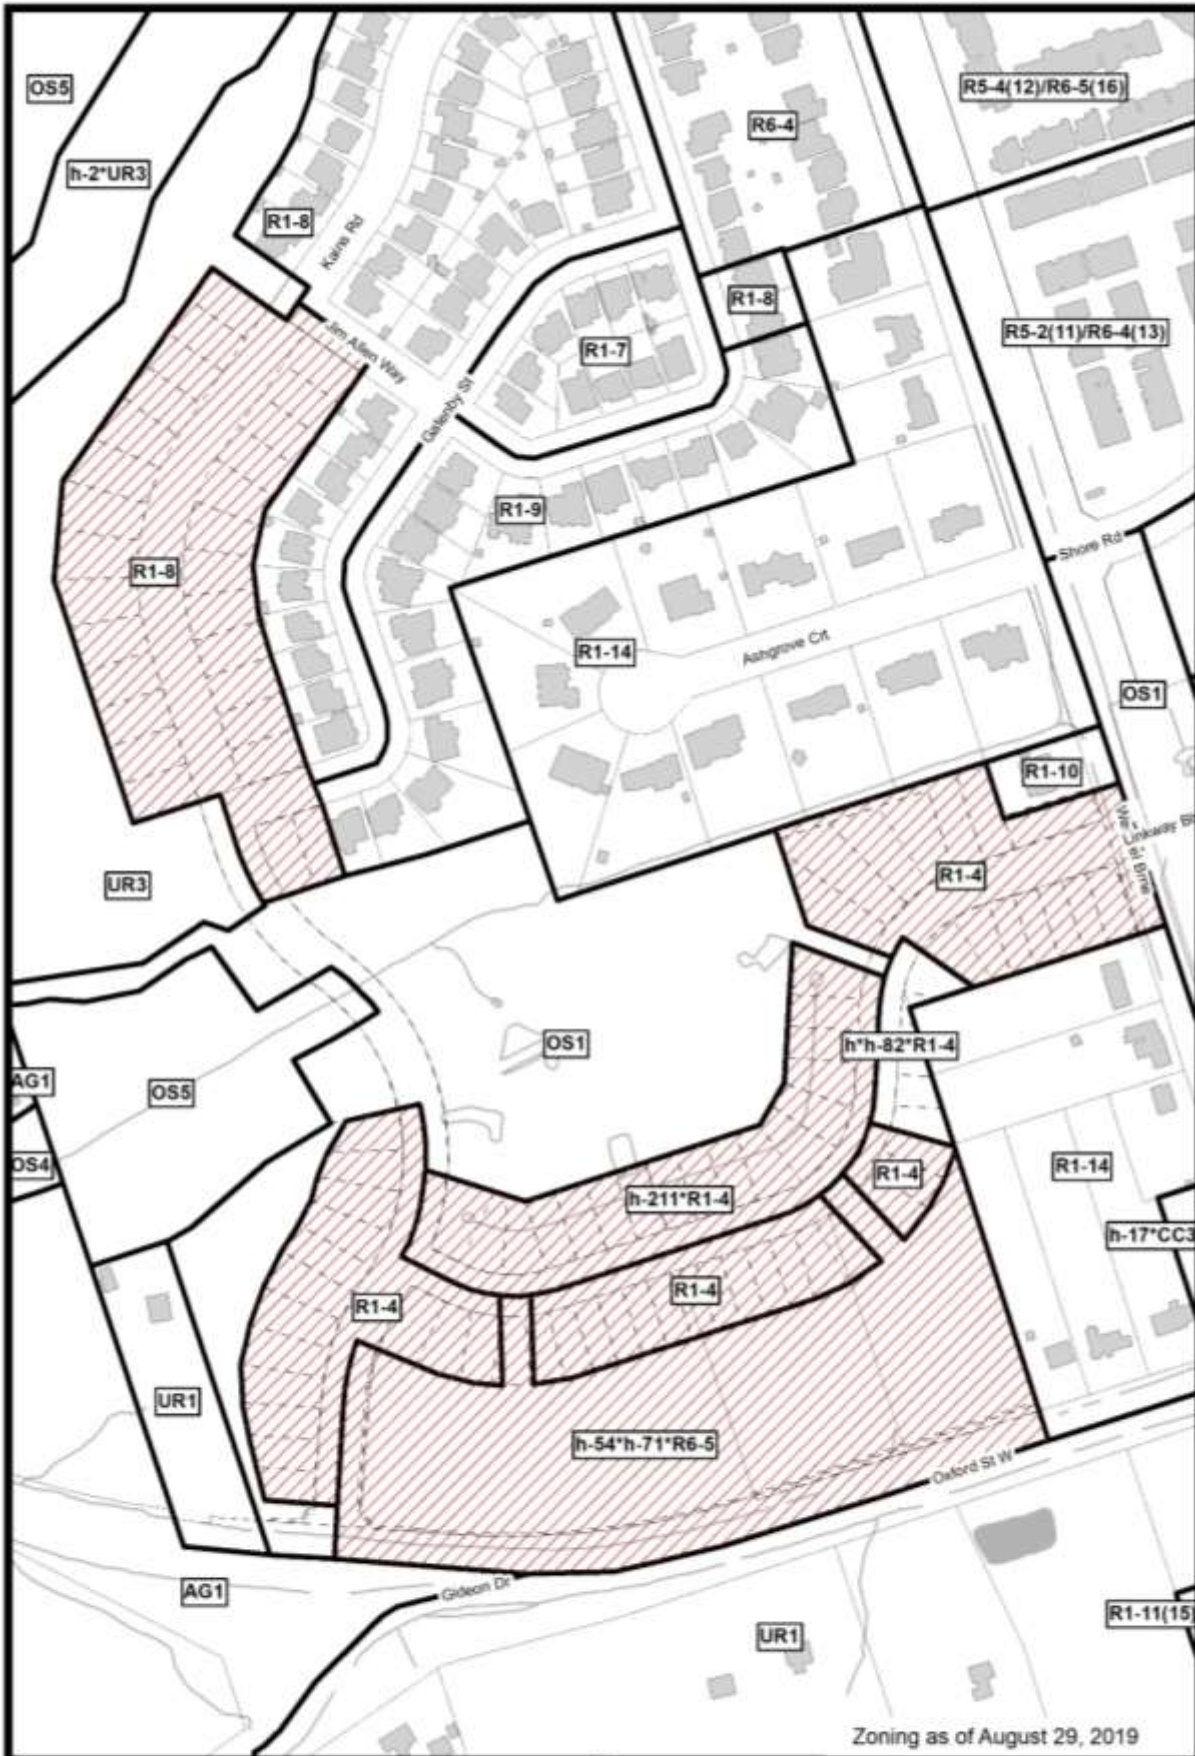 OS5
R5-4(12)/R6-5(16)
R6-4
h-2*UR3
R1-8
Kains Rd
R1-8
R5-2(11)/R6-4(13)
Jim Allen Way
R1-7
Gatenby St
R1-9
Shore Rd
R1-8
Ashgrove Crt
R1-14
OS1
R1-10
R1-4
UR3
OS1
h*h-82*R1-4
AG1
OS5
OS4
R1-14
R1-4
h-211*R1-4
h-17*CC3
R1-4
R1-4
UR1
h-54*h-71*R6-5
Oxford St W
AG1
Gideon Dr
R1-11(15)
UR1
Zoning as of August 29, 2019